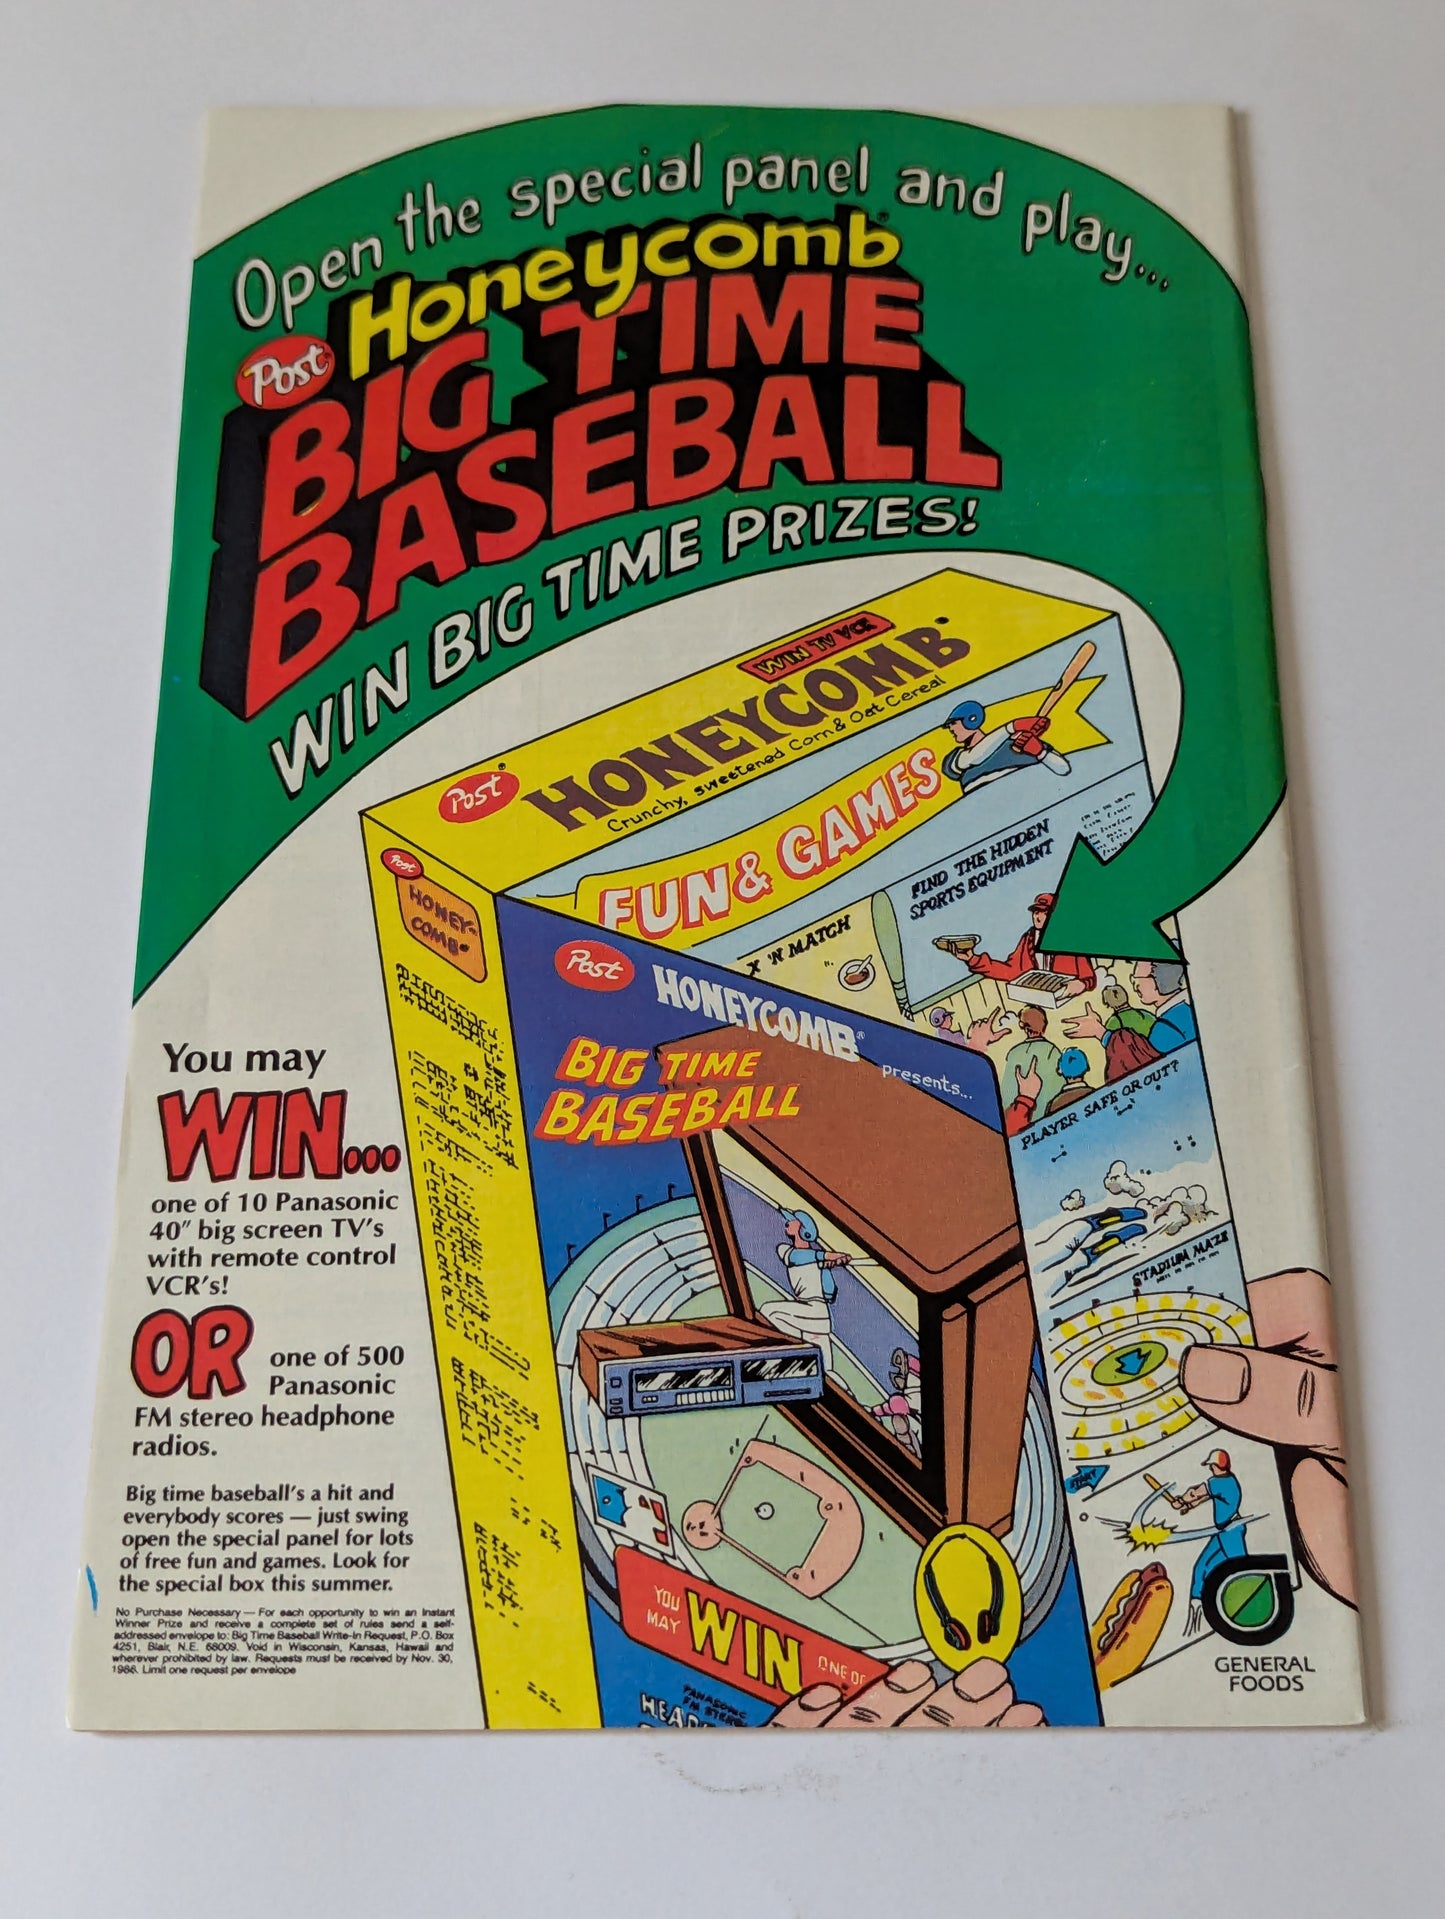 Open the special panel and play...
Post Honeycomb®
BIG TIME
BASEBALL
WIN BIG TIME PRIZES!
WIN TV VCR
Post® HONEYCOMB®
Crunchy, sweetened Corn & Oat Cereal
FUN & GAMES
FIND THE HIDDEN
SPORTS EQUIPMENT
X 'N MATCH
Post
HONEY-
COMB®
Post HONEYCOMB®
BIG TIME
BASEBALL
presents...
PLAYER SAFE OR OUT?
STADIUM MAZE
START
YOU
MAY
WIN
ONE OF
PANASONIC
FM STEREO
You may
WIN...
one of 10 Panasonic
40" big screen TV's
with remote control
VCR's!
OR one of 500
Panasonic
FM stereo headphone
radios.
Big time baseball's a hit and
everybody scores — just swing
open the special panel for lots
of free fun and games. Look for
the special box this summer.
No Purchase Necessary — For each opportunity to win an Instant
Winner Prize and receive a complete set of rules send a self-
addressed envelope to: Big Time Baseball Write-In Request, P.O. Box
4251, Blair, N.E. 68009. Void in Wisconsin, Kansas, Hawaii and
wherever prohibited by law. Requests must be received by Nov. 30,
1986. Limit one request per envelope
GENERAL
FOODS